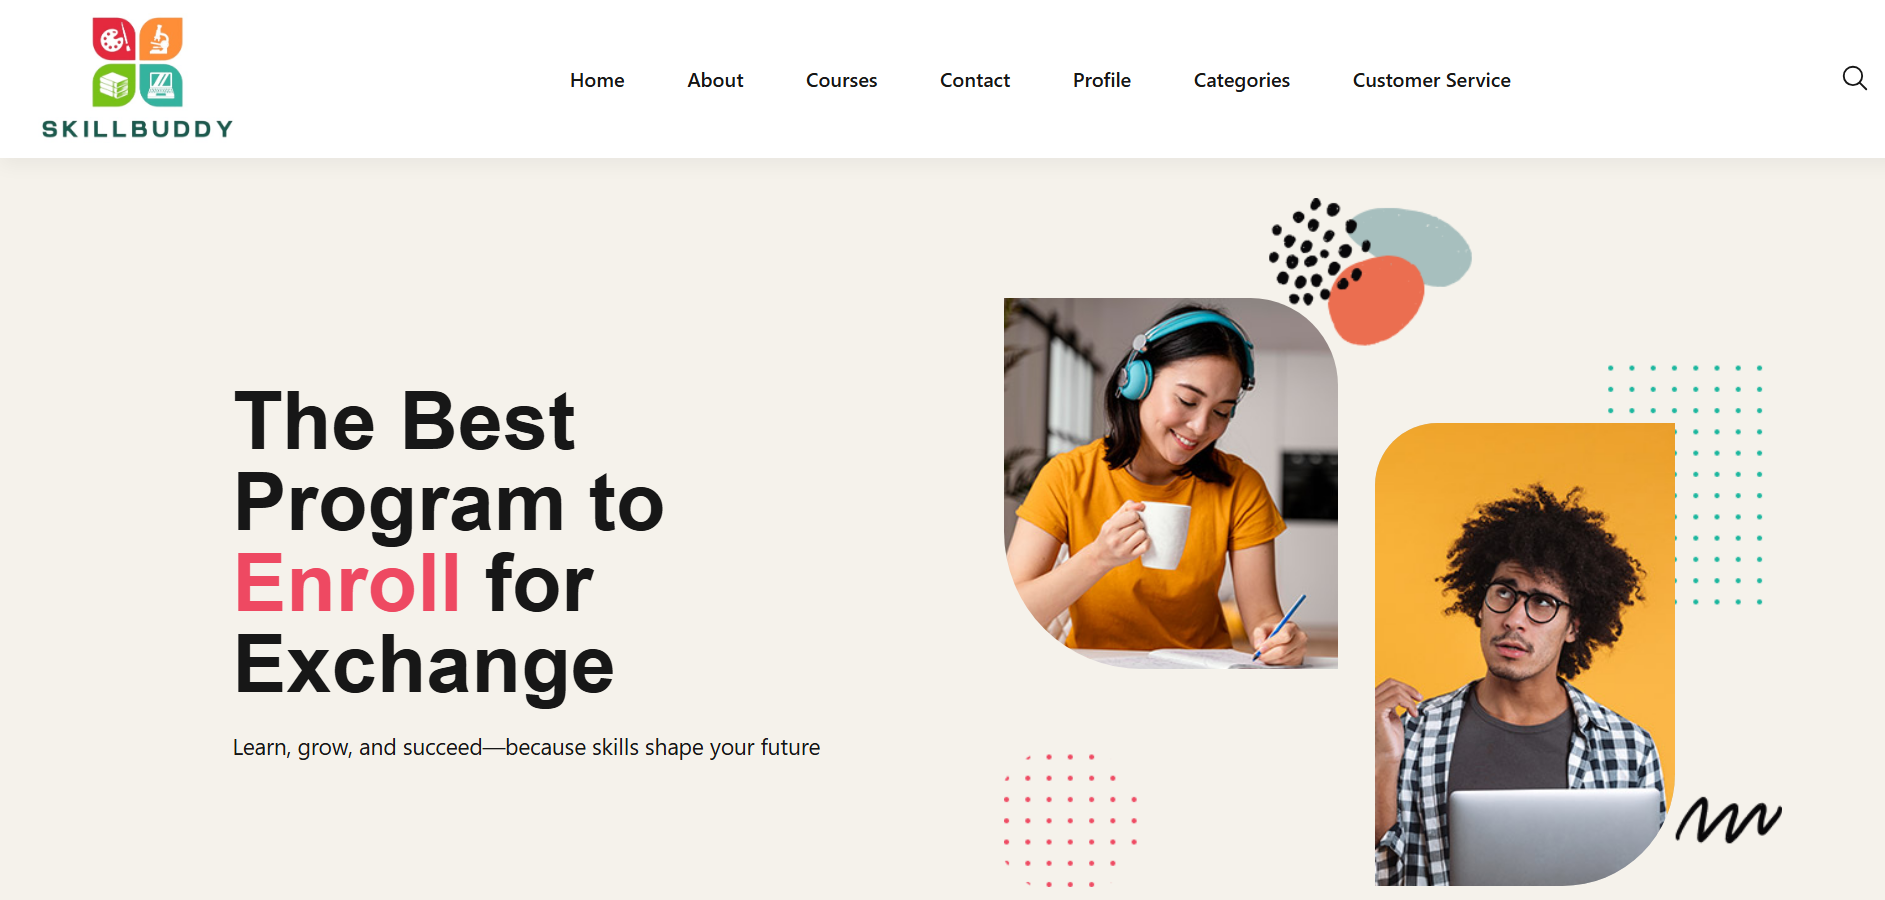 SKILLBUDDY
Home About Courses Contact Profile Categories Customer Service
The Best
Program to
Enroll for
Exchange
Learn, grow, and succeed—because skills shape your future